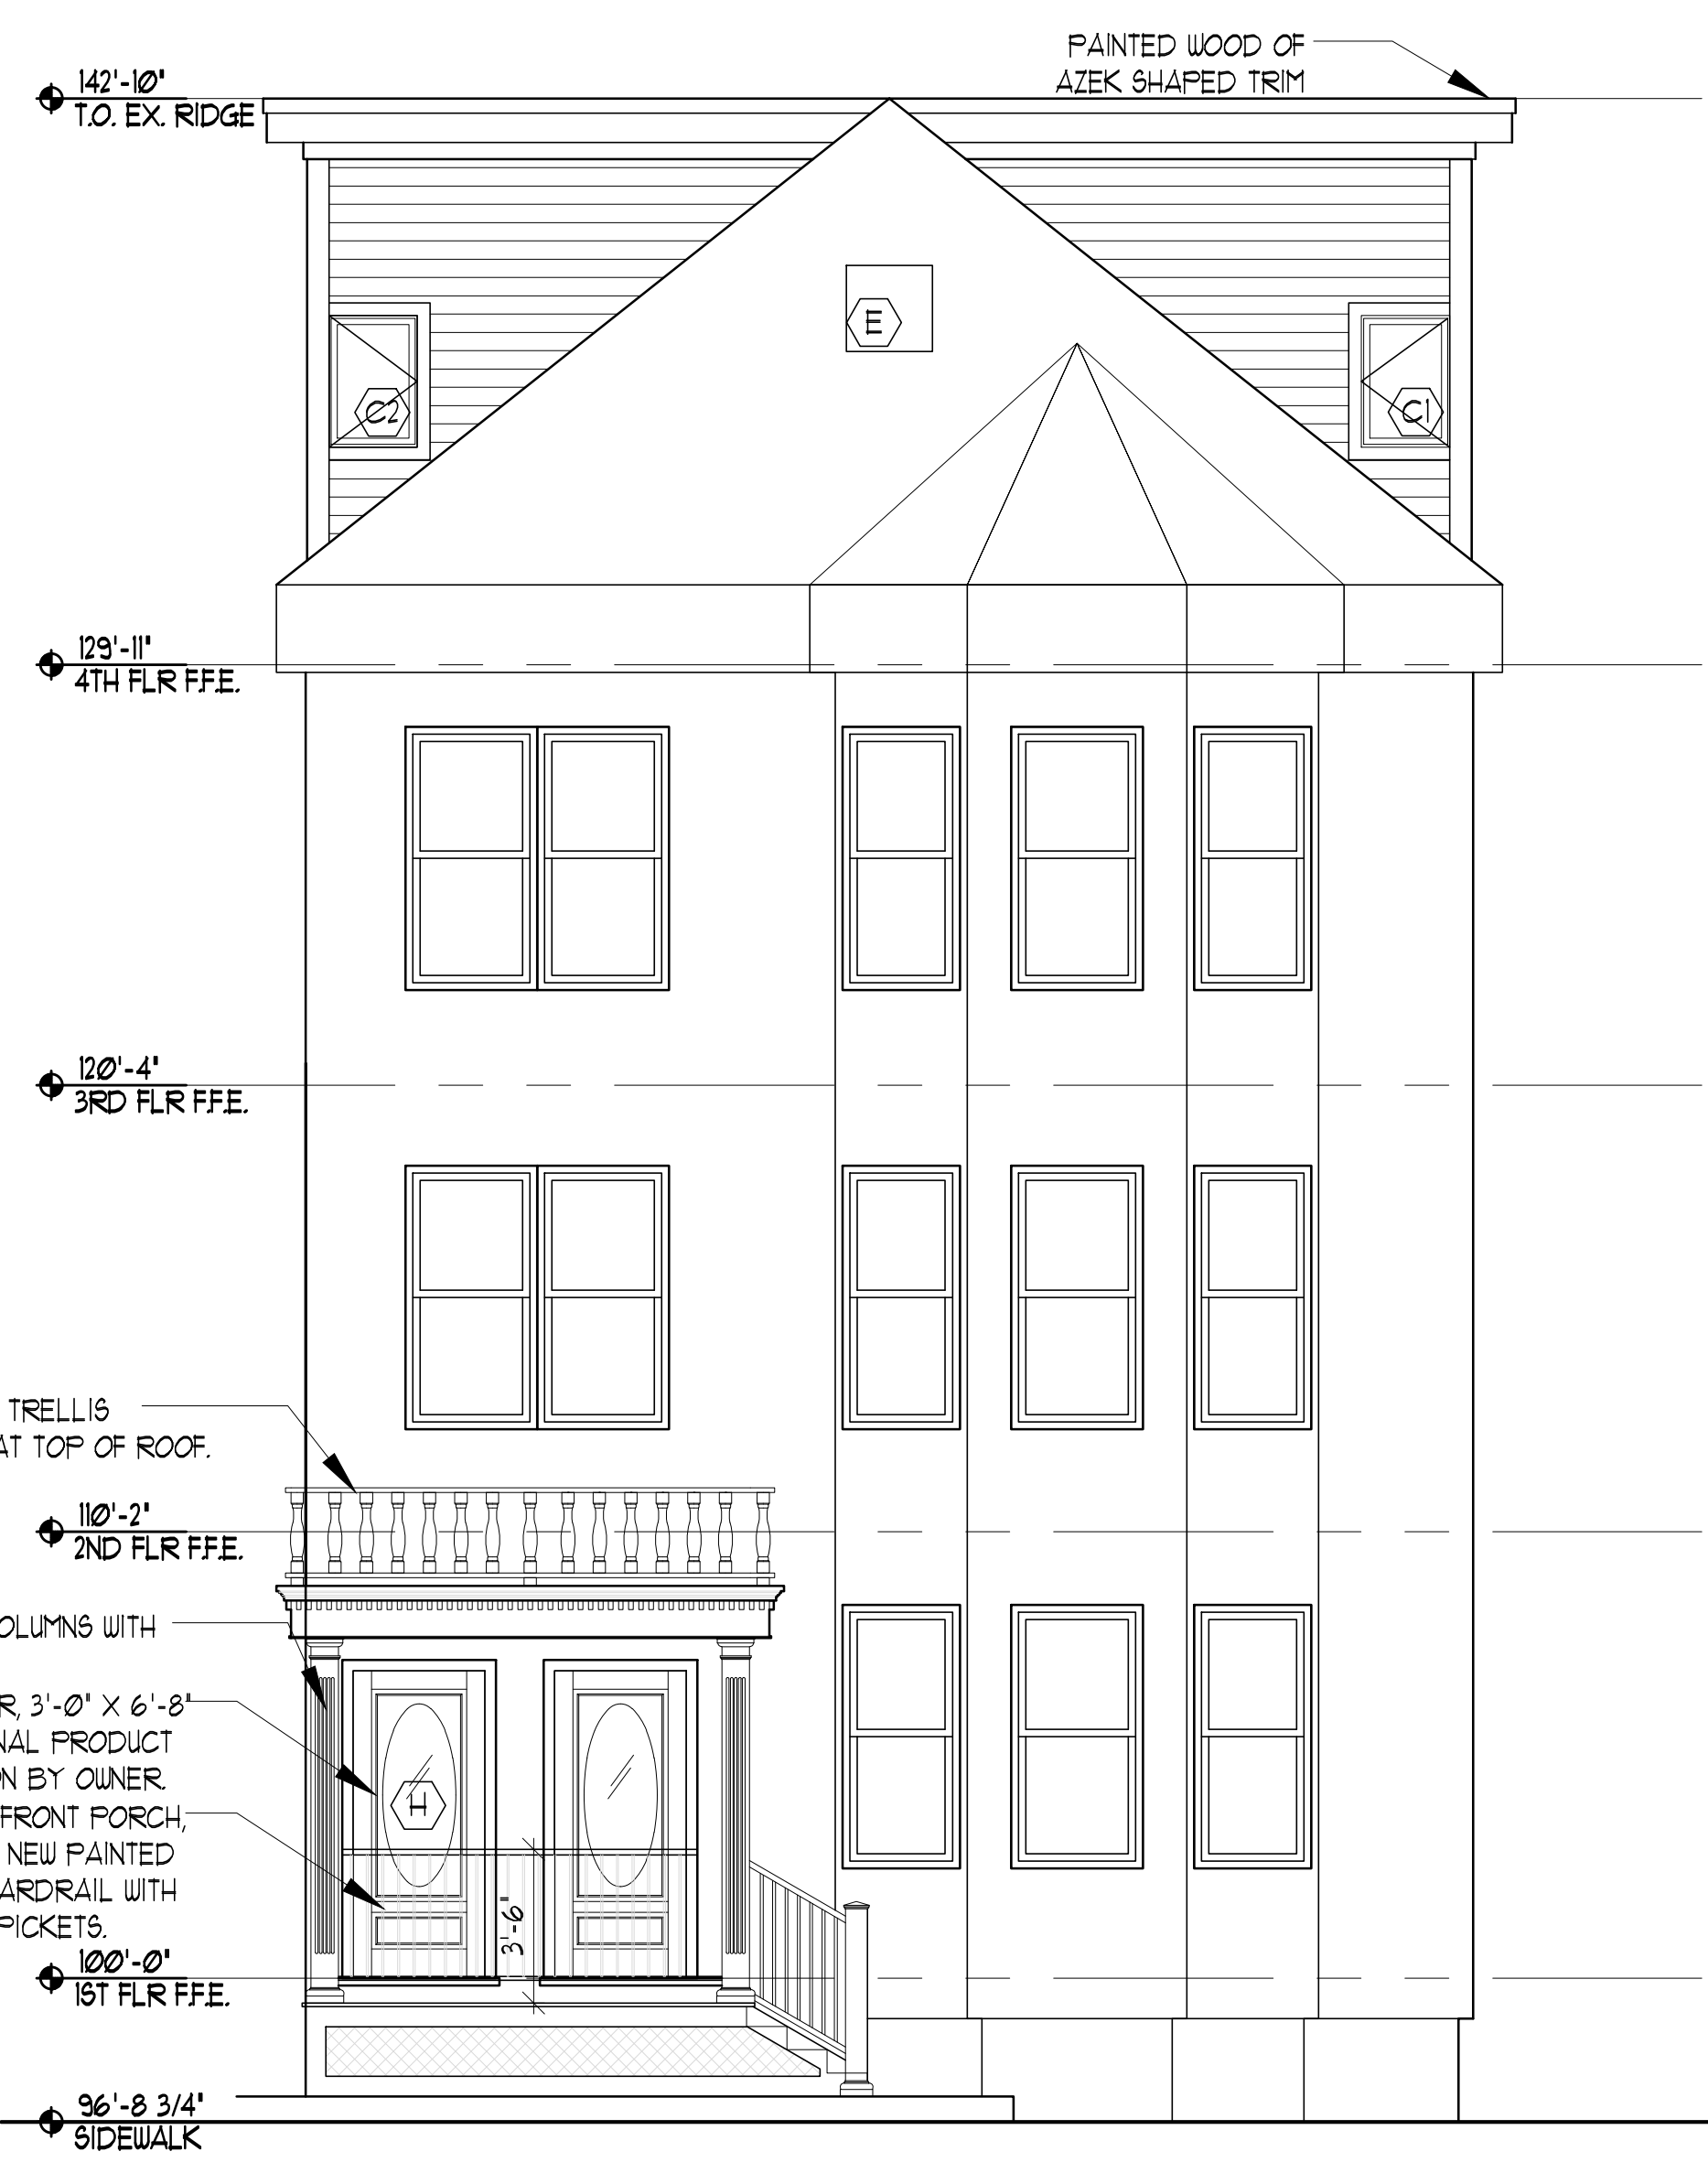 PAINTED WOOD OF
AZEK SHAPED TRIM
142'-10"
T.O. EX. RIDGE
E
C2
C1
129'-11"
4TH FLR F.F.E.
120'-4"
3RD FLR F.F.E.
TRELLIS
AT TOP OF ROOF.
110'-2"
2ND FLR F.F.E.
OLUMNS WITH
R, 3'-0" X 6'-8"
NAL PRODUCT
ON BY OWNER.
H
FRONT PORCH,
NEW PAINTED
ARDRAIL WITH
PICKETS.
3'-6"
100'-0"
1ST FLR F.F.E.
96'-8 3/4"
SIDEWALK